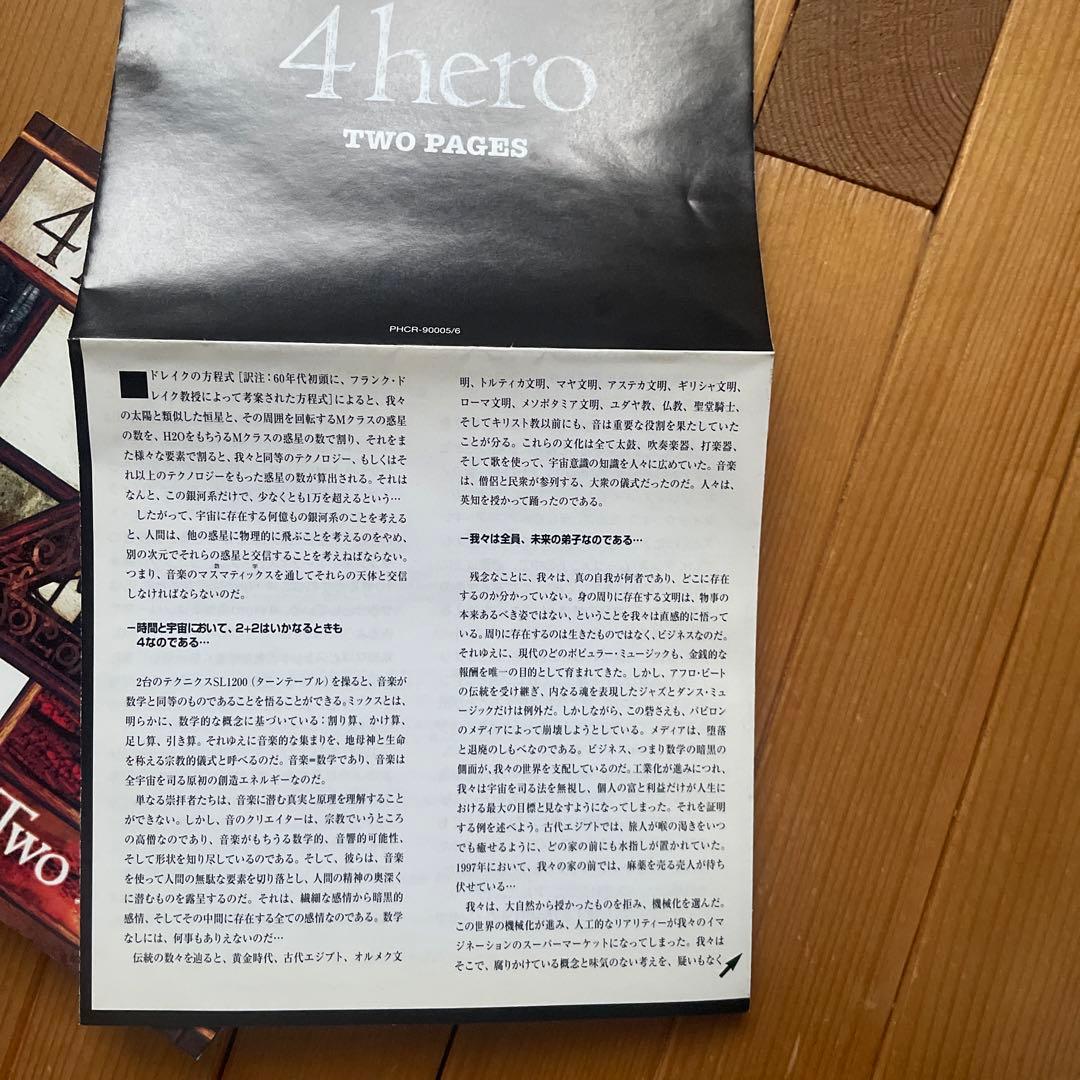 4hero
TWO PAGES
PHCR-90005/6
4
Two
■ドレイクの方程式［訳注：60年代初頭に、フランク・ド
レイク教授によって考案された方程式］によると、我々
の太陽と類似した恒星と、その周囲を回転するMクラスの惑星
の数を、H2OをもちうるMクラスの惑星の数で割り、それをま
た様々な要素で割ると、我々と同等のテクノロジー、もしくはそ
れ以上のテクノロジーをもった惑星の数が算出される。それは
なんと、この銀河系だけで、少なくとも1万を超えるという…
したがって、宇宙に存在する何億もの銀河系のことを考える
と、人間は、他の惑星に物理的に飛ぶことを考えるのをやめ、
別の次元でそれらの惑星と交信することを考えねばならない。
数学
つまり、音楽のマスマティックスを通してそれらの天体と交信
しなければならないのだ。
−時間と宇宙において、2+2はいかなるときも
4なのである…
2台のテクニクスSL1200（ターンテーブル）を操ると、音楽が
数学と同等のものであることを悟ることができる。ミックスとは、
明らかに、数学的な概念に基づいている：割り算、かけ算、
足し算、引き算。それゆえに音楽的な集まりを、地母神と生命
を称える宗教的儀式と呼べるのだ。音楽=数学であり、音楽は
全宇宙を司る原初の創造エネルギーなのだ。
単なる崇拝者たちは、音楽に潜む真実と原理を理解すること
ができない。しかし、音のクリエイターは、宗教でいうところ
の高僧なのであり、音楽がもちうる数学的、音響的可能性、
そして形状を知り尽しているのである。そして、彼らは、音楽
を使って人間の無駄な要素を切り落とし、人間の精神の奥深く
に潜むものを露呈するのだ。それは、繊細な感情から暗黒的
感情、そしてその中間に存在する全ての感情なのである。数学
なしには、何事もありえないのだ…
伝統の数々を辿ると、黄金時代、古代エジプト、オルメク文
明、トルティカ文明、マヤ文明、アステカ文明、ギリシャ文明、
ローマ文明、メソポタミア文明、ユダヤ教、仏教、聖堂騎士、
そしてキリスト教以前にも、音は重要な役割を果たしていた
ことが分る。これらの文化は全て太鼓、吹奏楽器、打楽器、
そして歌を使って、宇宙意識の知識を人々に広めていた。音楽
は、僧侶と民衆が参列する、大衆の儀式だったのだ。人々は、
英知を授かって踊ったのである。
−我々は全員、未来の弟子なのである…
残念なことに、我々は、真の自我が何者であり、どこに存在
するのか分かっていない。身の周りに存在する文明は、物事の
本来あるべき姿ではない、ということを我々は直感的に悟って
いる。周りに存在するのは生きたものではなく、ビジネスなのだ。
それゆえに、現代のどのポピュラー・ミュージックも、金銭的な
報酬を唯一の目的として育まれてきた。しかし、アフロ・ビート
の伝統を受け継ぎ、内なる魂を表現したジャズとダンス・ミュ
ージックだけは例外だ。しかしながら、この砦さえも、バビロン
のメディアによって崩壊しようとしている。メディアは、堕落
と退廃のしもべなのである。ビジネス、つまり数学の暗黒の
側面が、我々の世界を支配しているのだ。工業化が進みにつれ、
我々は宇宙を司る法を無視し、個人の富と利益だけが人生に
おける最大の目標と見なすようになってしまった。それを証明
する例を述べよう。古代エジプトでは、旅人が喉の渇きをいつ
でも癒せるように、どの家の前にも水指しが置かれていた。
1997年において、我々の家の前では、麻薬を売る売人が待ち
伏せている…
我々は、大自然から授かったものを拒み、機械化を選んだ。
この世界の機械化が進み、人工的なリアリティーが我々のイマ
ジネーションのスーパーマーケットになってしまった。我々は
そこで、腐りかけている概念と味気のない考えを、疑いもなく